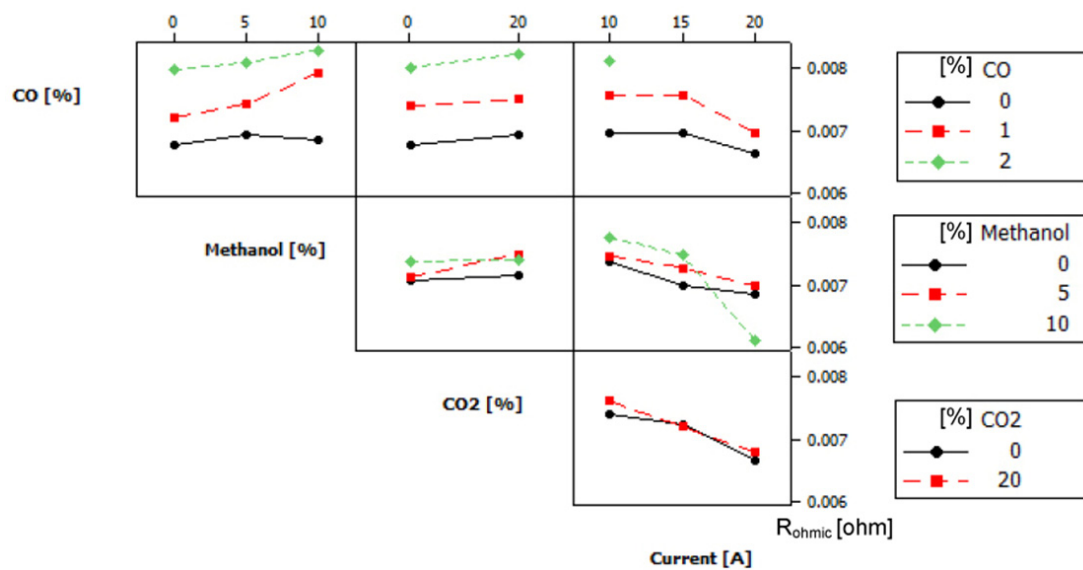 0 5 10 0 20 10 15 20
CO [%]
0.008
0.007
0.006
[%] CO
0
1
2
Methanol [%]
0.008
0.007
0.006
[%] Methanol
0
5
10
CO2 [%]
0.008
0.007
0.006
[%] CO2
0
20
Rohmic [ohm]
Current [A]